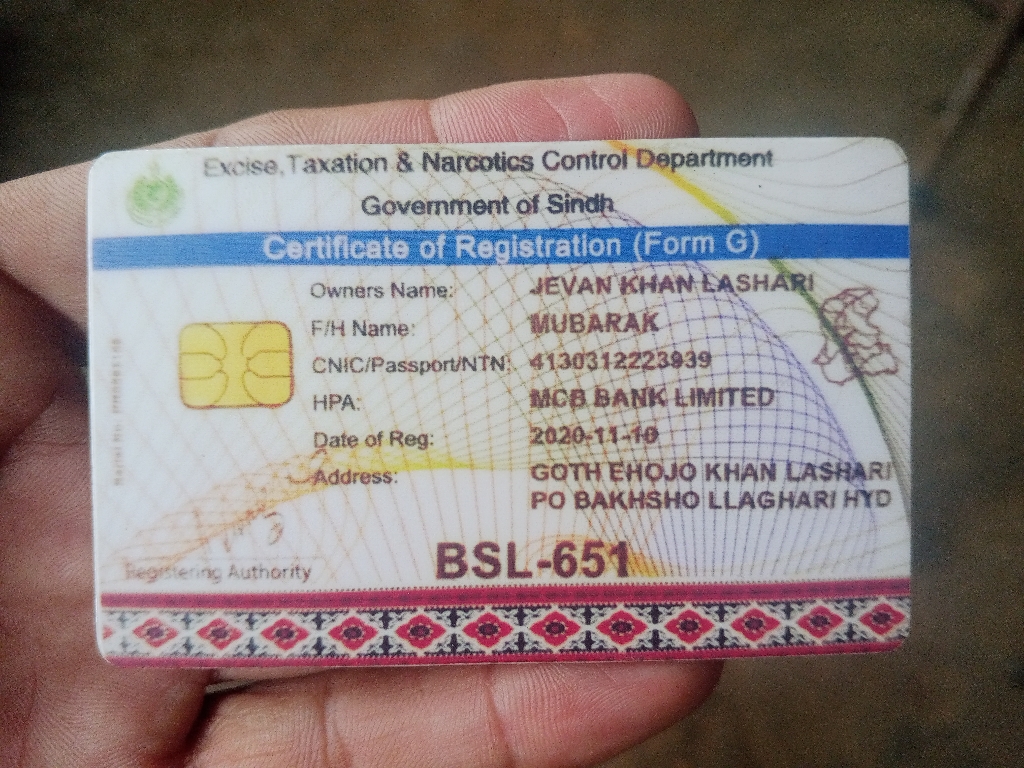 Excise,Taxation & Narcotics Control Department
Government of Sindh
Certificate of Registration (Form G)
Owners Name: JEVAN KHAN LASHARI
F/H Name: MUBARAK
CNIC/Passport/NTN: 4130312223939
HPA: MCB BANK LIMITED
Date of Reg: 2020-11-10
Address: GOTH EHOJO KHAN LASHARI
PO BAKHSHO LLAGHARI HYD
BSL-651
Registering Authority